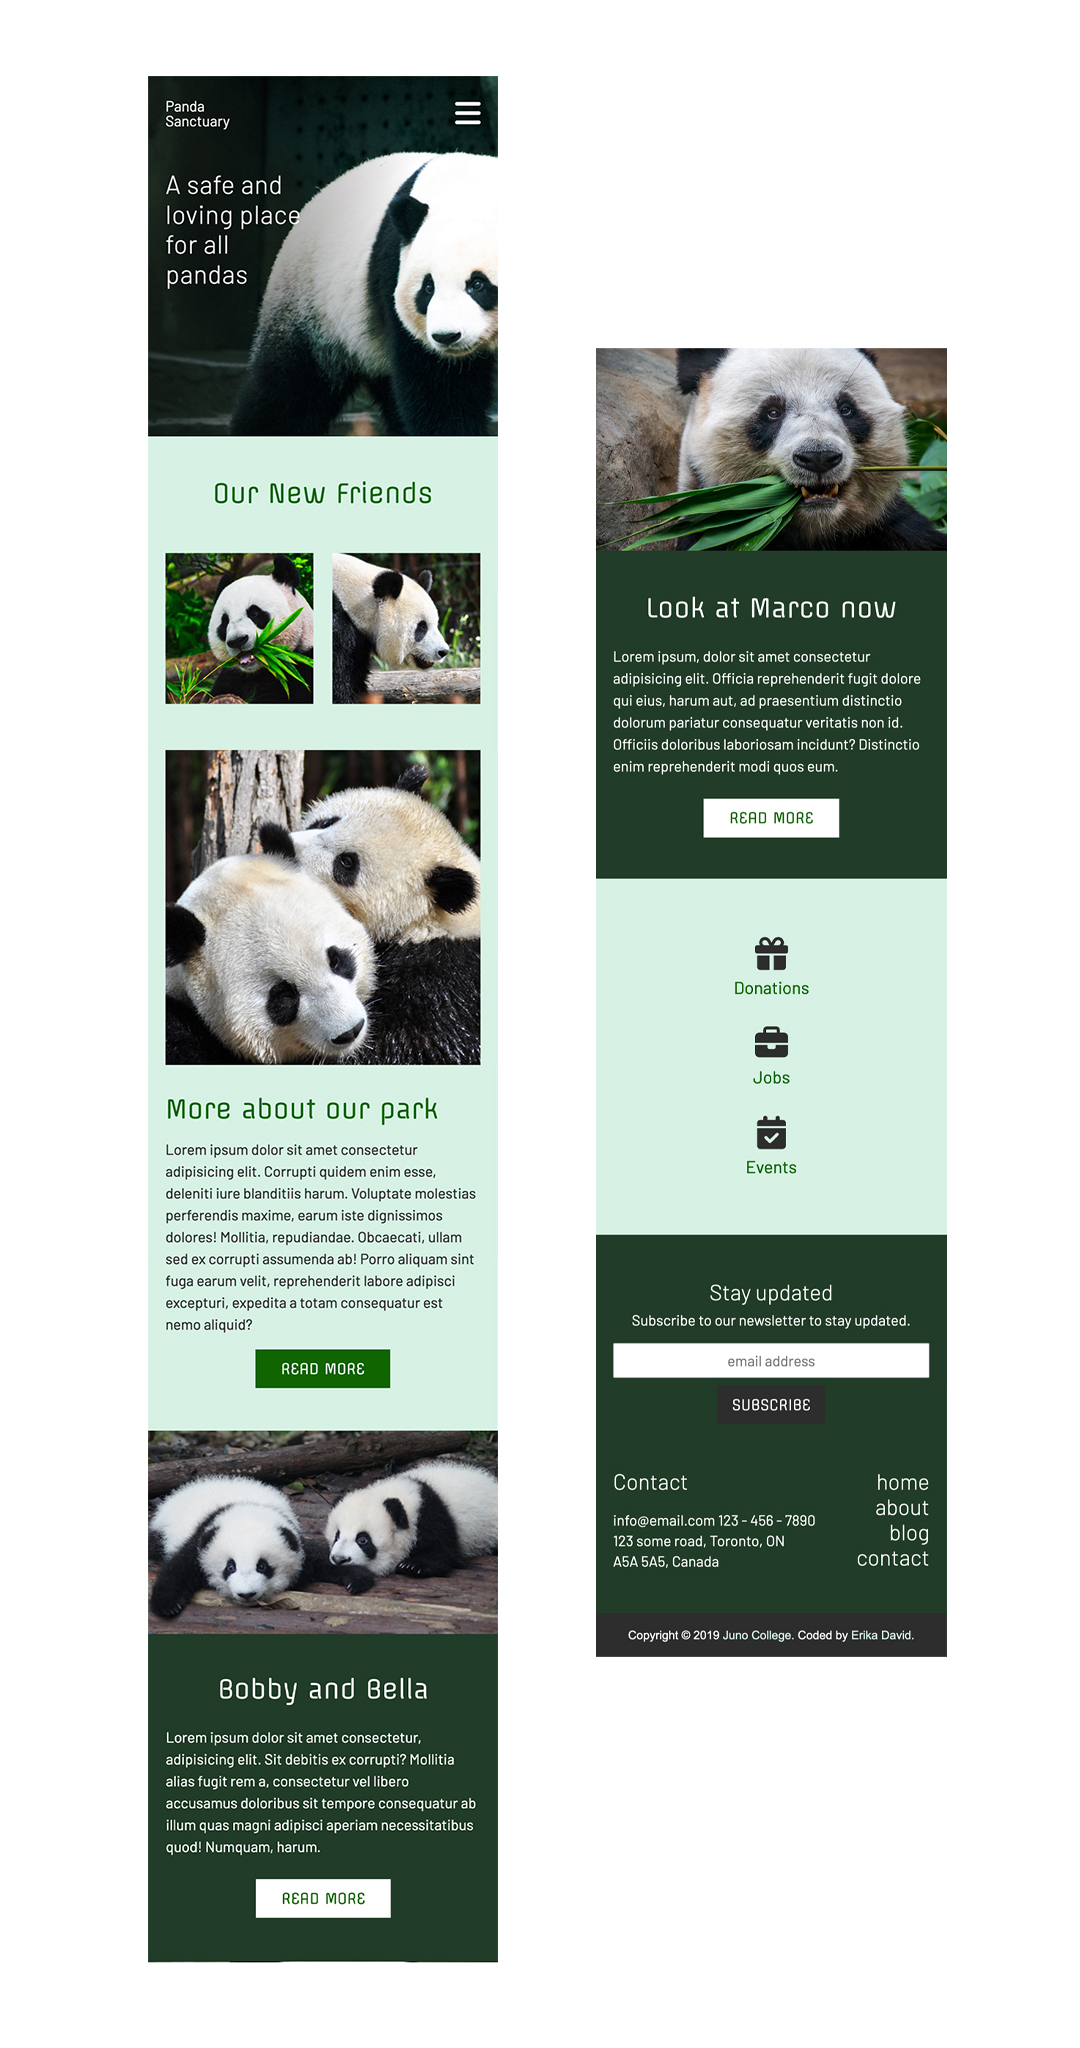 Panda
Sanctuary
A safe and
loving place
for all
pandas
Our New Friends
More about our park
Lorem ipsum dolor sit amet consectetur
adipisicing elit. Corrupti quidem enim esse,
deleniti iure blanditiis harum. Voluptate molestias
perferendis maxime, earum iste dignissimos
dolores! Mollitia, repudiandae. Obcaecati, ullam
sed ex corrupti assumenda ab! Porro aliquam sint
fuga earum velit, reprehenderit labore adipisci
excepturi, expedita a totam consequatur est
nemo aliquid?
READ MORE
Bobby and Bella
Lorem ipsum dolor sit amet consectetur,
adipisicing elit. Sit debitis ex corrupti? Mollitia
alias fugit rem a, consectetur vel libero
accusamus doloribus sit tempore consequatur ab
illum quas magni adipisci aperiam necessitatibus
quod! Numquam, harum.
READ MORE
Look at Marco now
Lorem ipsum, dolor sit amet consectetur
adipisicing elit. Officia reprehenderit fugit dolore
qui eius, harum aut, ad praesentium distinctio
dolorum pariatur consequatur veritatis non id.
Officiis doloribus laboriosam incidunt? Distinctio
enim reprehenderit modi quos eum.
READ MORE
Donations
Jobs
Events
Stay updated
Subscribe to our newsletter to stay updated.
email address
SUBSCRIBE
Contact
info@email.com 123 - 456 - 7890
123 some road, Toronto, ON
A5A 5A5, Canada
home
about
blog
contact
Copyright © 2019 Juno College. Coded by Erika David.